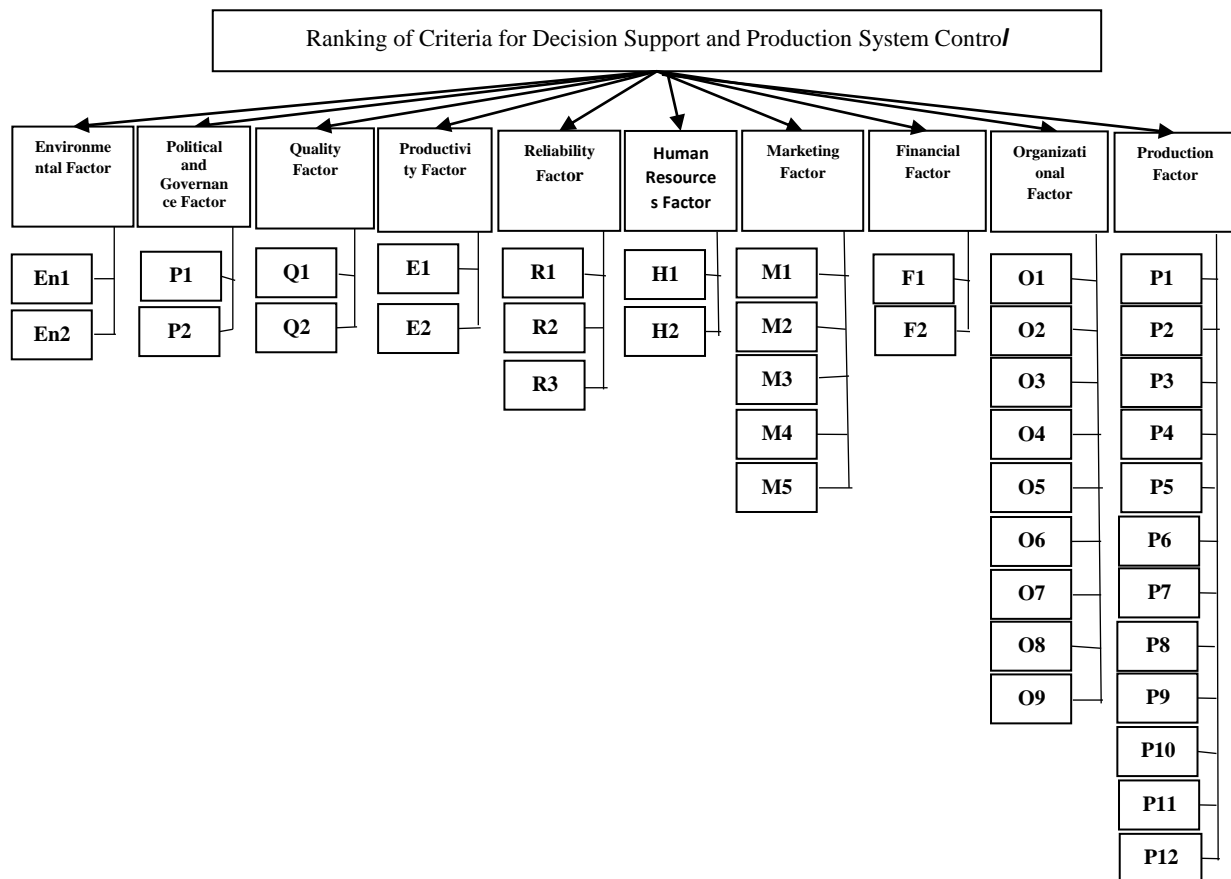 Ranking of Criteria for Decision Support and Production System Control
Environme
ntal Factor
Political
and
Governan
ce Factor
Quality
Factor
Productivi
ty Factor
Reliability
Factor
Human
Resource
s Factor
Marketing
Factor
Financial
Factor
Organizati
onal
Factor
Production
Factor
En1
En2
P1
P2
Q1
Q2
E1
E2
R1
R2
R3
H1
H2
M1
M2
M3
M4
M5
F1
F2
O1
O2
O3
O4
O5
O6
O7
O8
O9
P1
P2
P3
P4
P5
P6
P7
P8
P9
P10
P11
P12